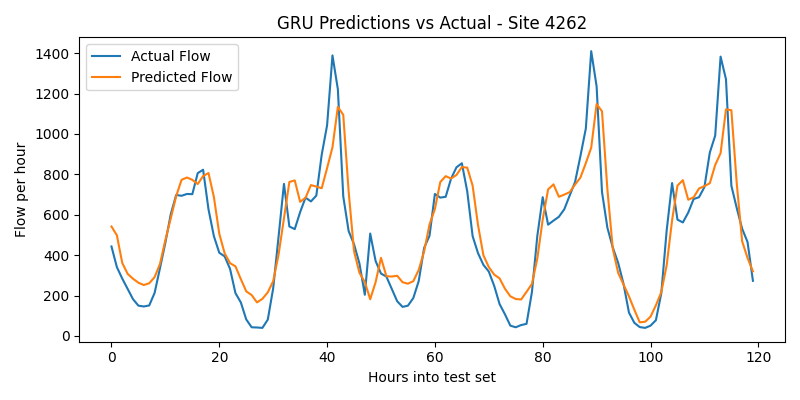 GRU Predictions vs Actual - Site 4262
Actual Flow
Predicted Flow
Flow per hour
1400
1200
1000
800
600
400
200
0
0 20 40 60 80 100 120
Hours into test set